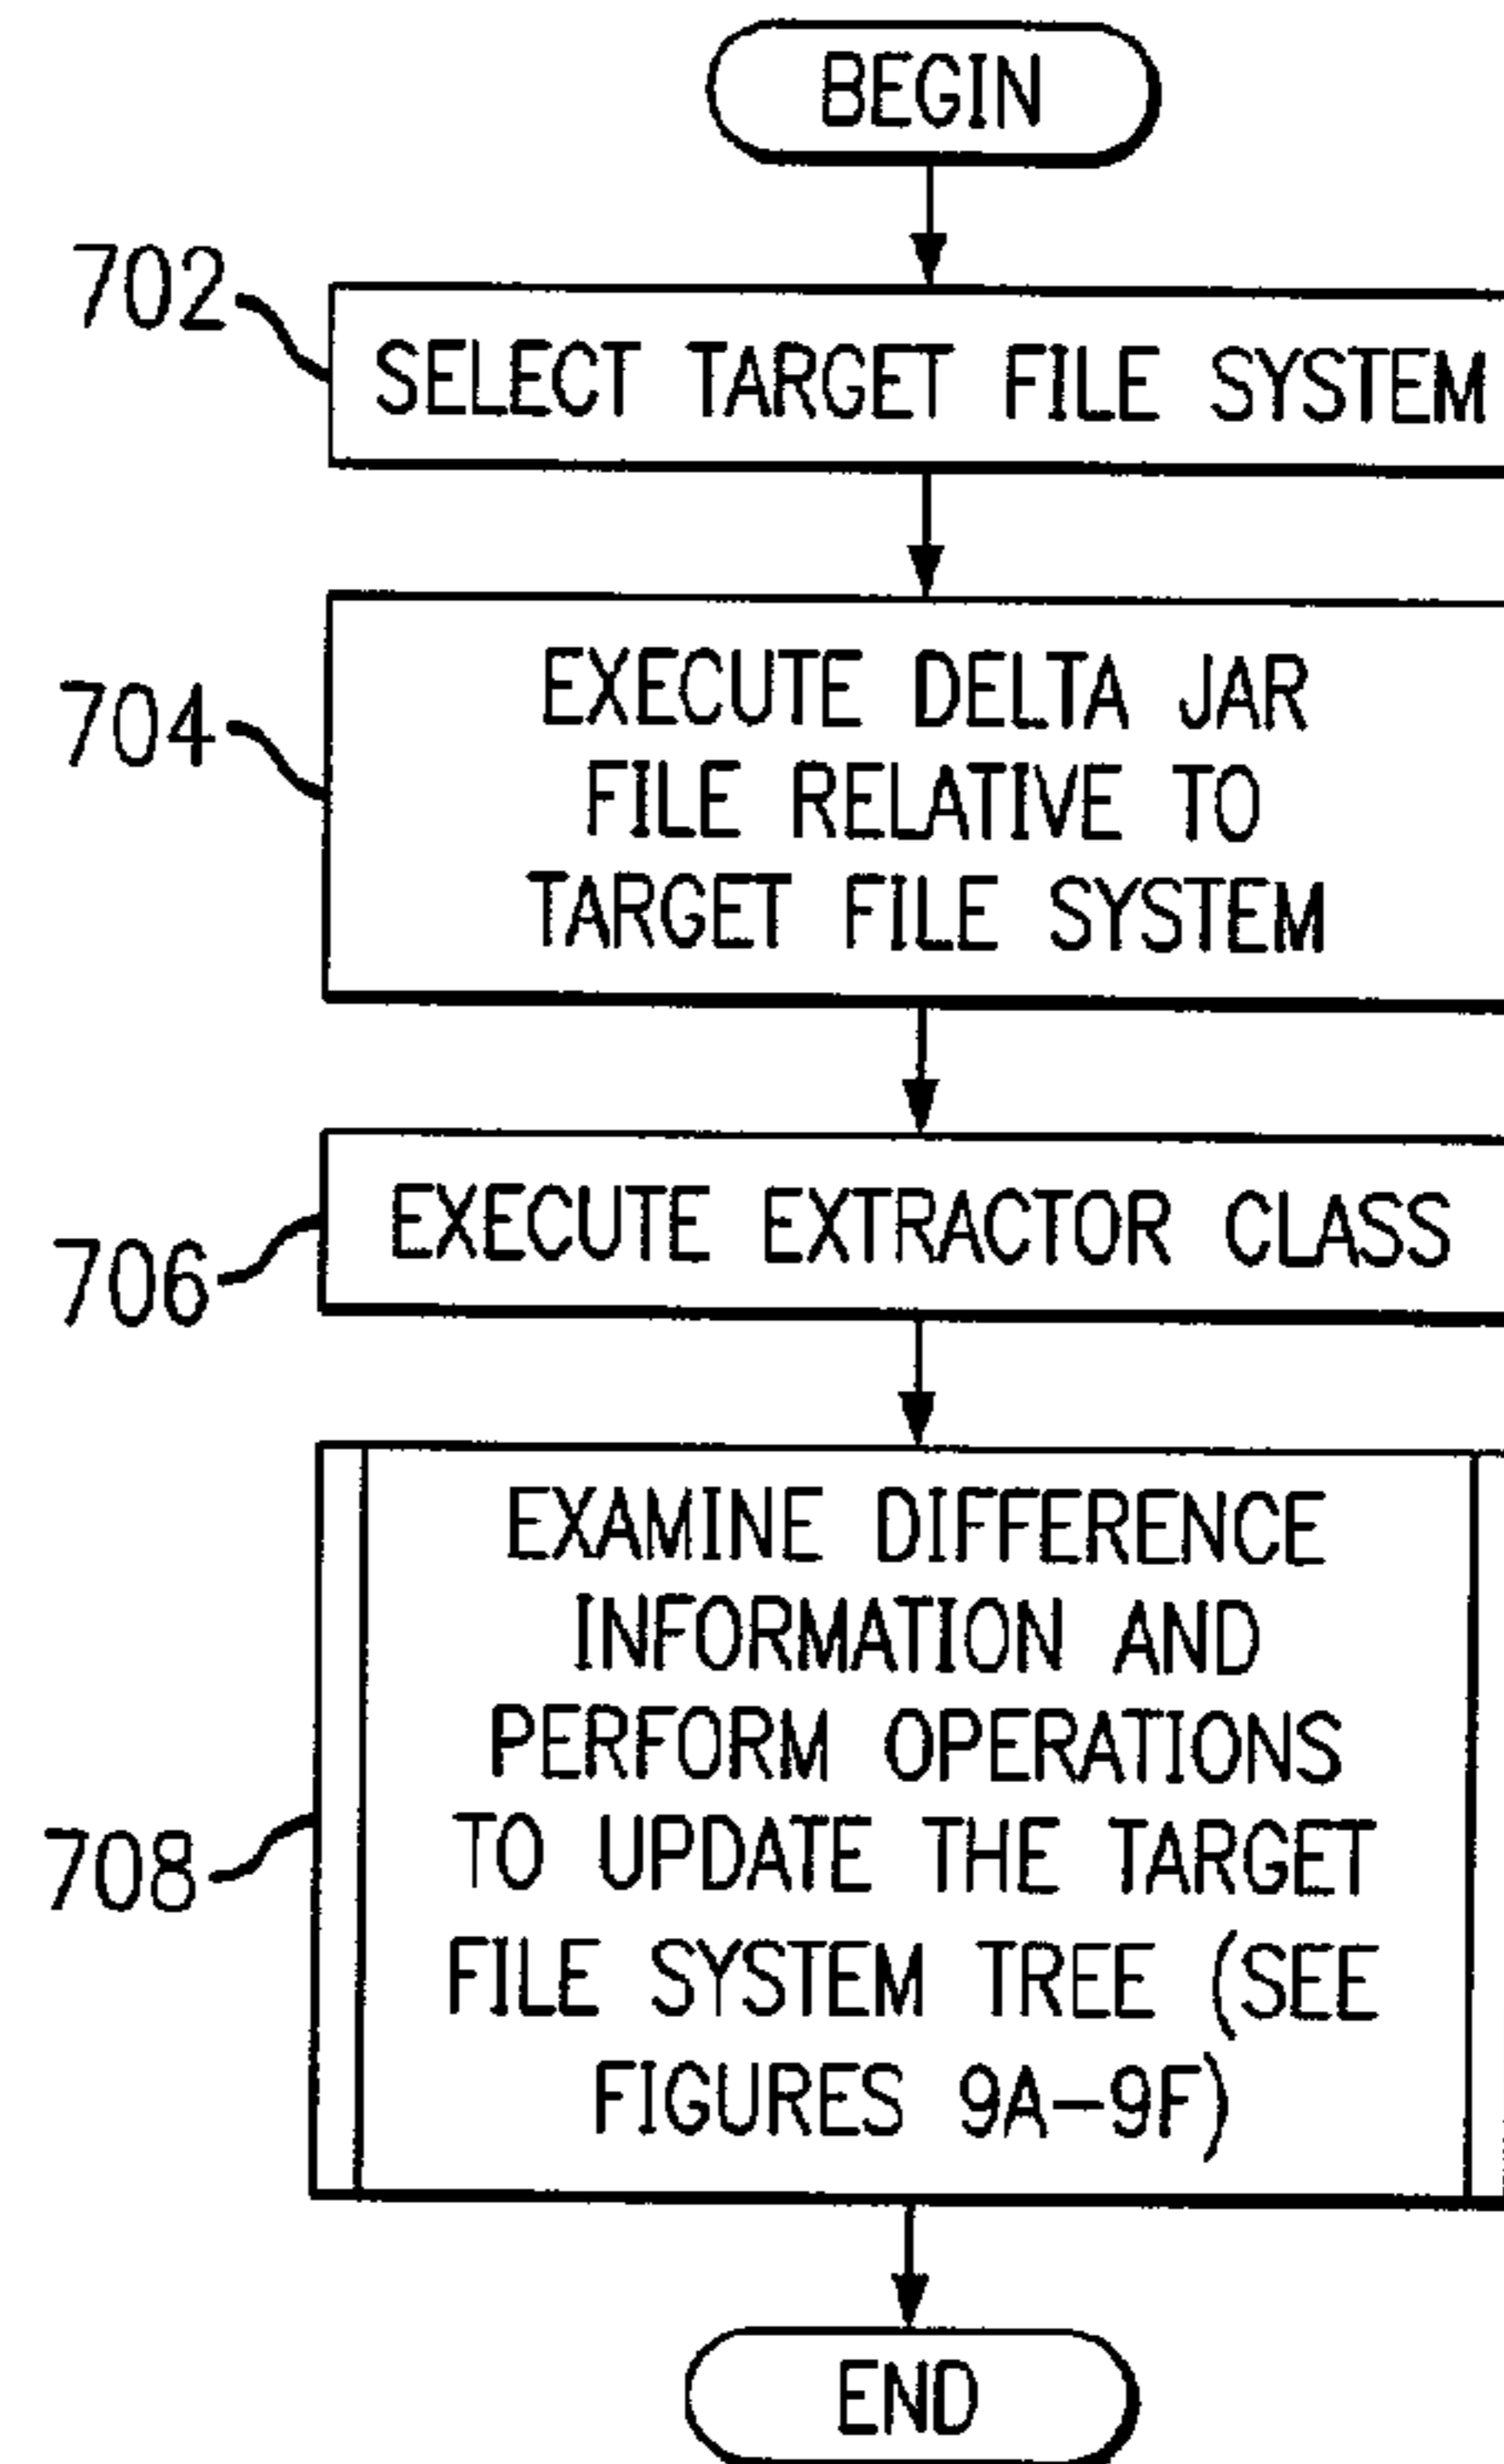 BEGIN
702
SELECT TARGET FILE SYSTEM
704
EXECUTE DELTA JAR
FILE RELATIVE TO
TARGET FILE SYSTEM
706
EXECUTE EXTRACTOR CLASS
708
EXAMINE DIFFERENCE
INFORMATION AND
PERFORM OPERATIONS
TO UPDATE THE TARGET
FILE SYSTEM TREE (SEE
FIGURES 9A-9F)
END